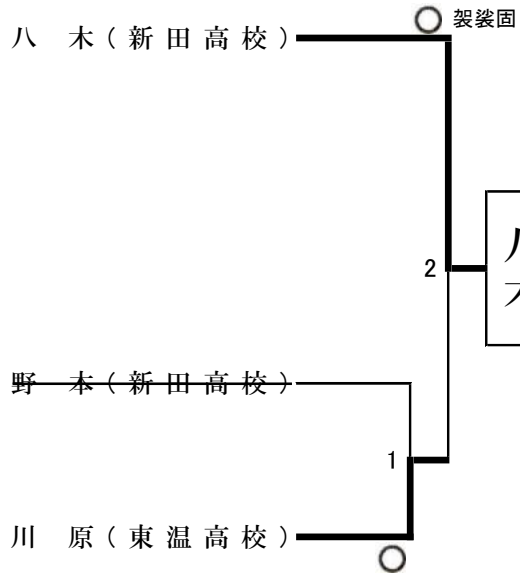 八 木 ( 新 田 高 校 )
袈裟固
2
野 本 ( 新 田 高 校 )
1
川 原 ( 東 温 高 校 )